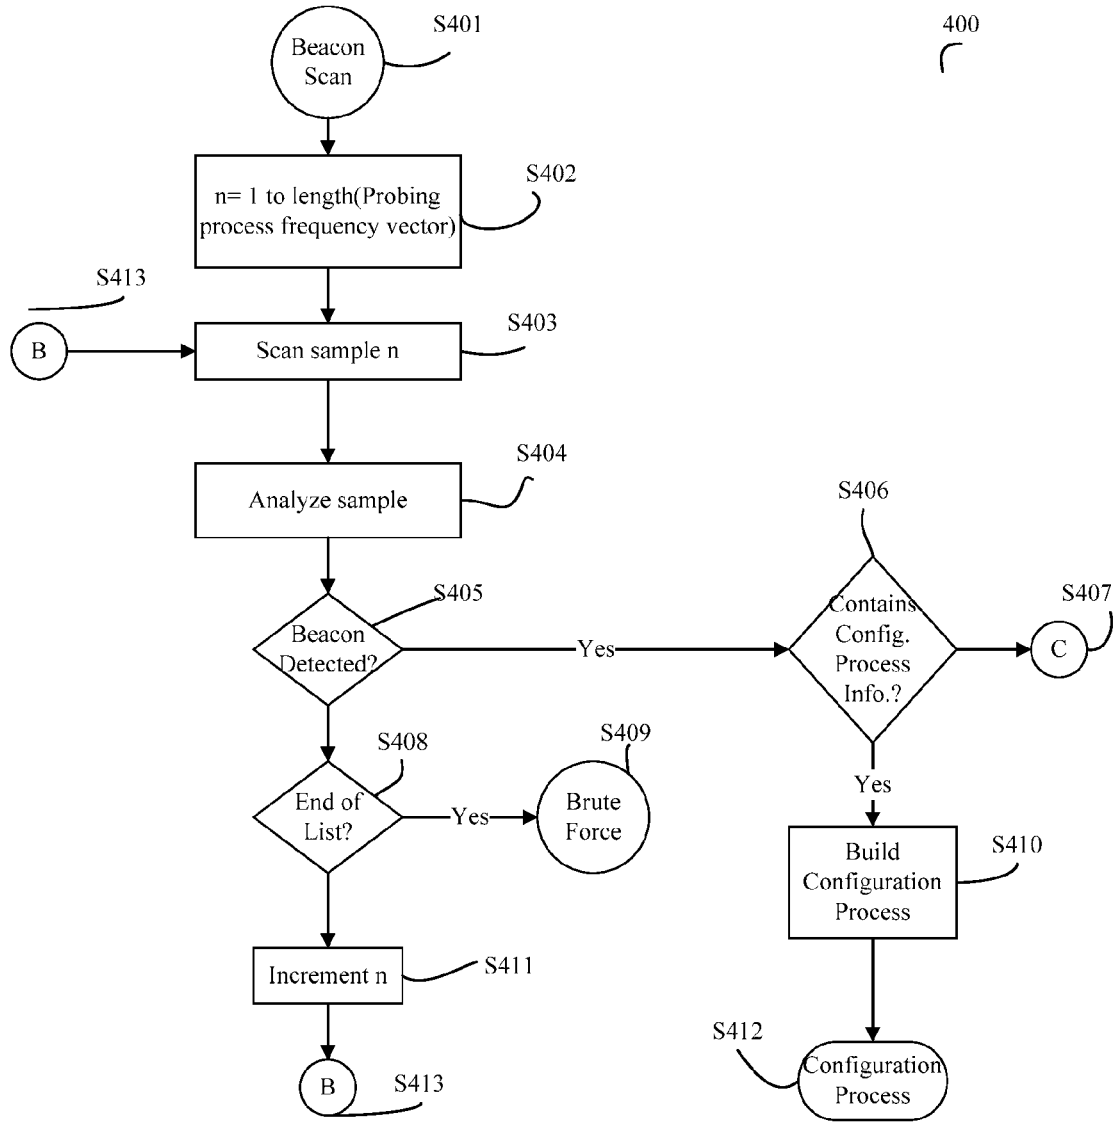 S401
400
Beacon
Scan
S402
n= 1 to length(Probing
process frequency vector)
S413
S403
B
Scan sample n
S404
Analyze sample
S406
S405
S407
Beacon
Detected?
Yes
Contains
Config.
Process
Info.?
C
S408
S409
End of
List?
Yes
Brute
Force
Yes
S410
Build
Configuration
Process
S411
Increment n
S412
Configuration
Process
B
S413